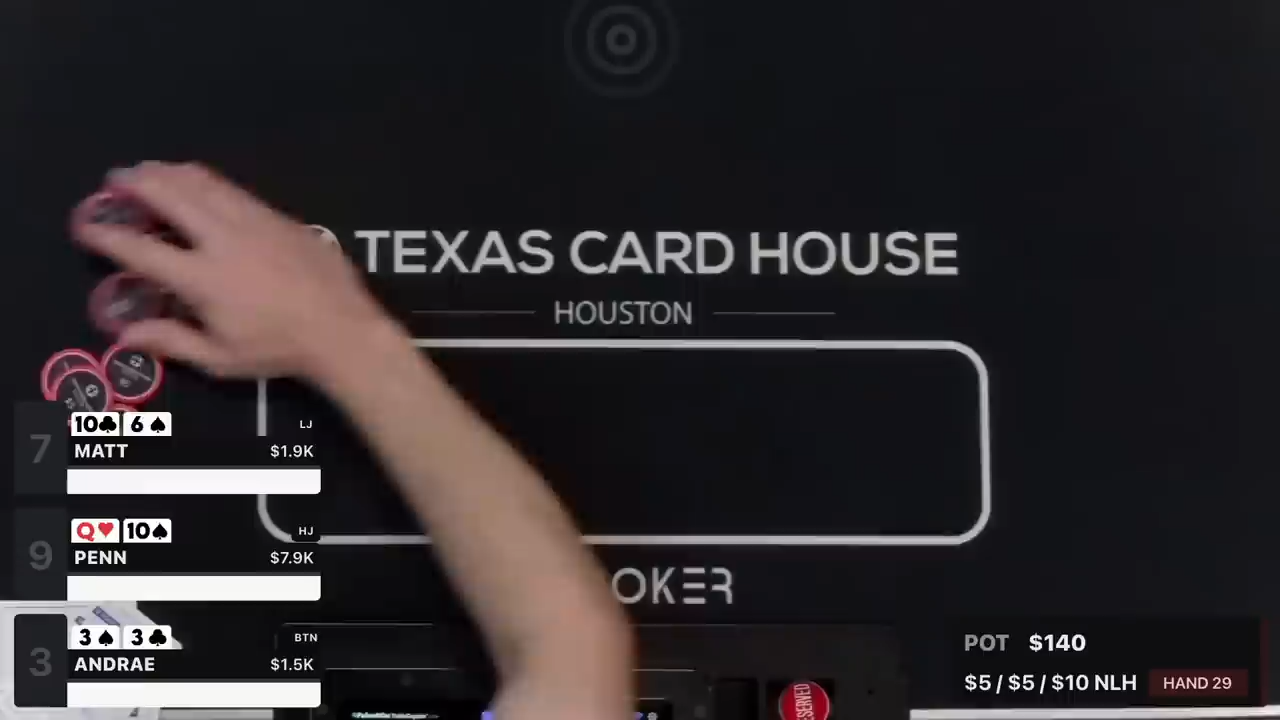 TEXAS CARD HOUSE
HOUSTON
OKER
7
10♣ 6♠
LJ
MATT
$1.9K
9
Q♥ 10♠
HJ
PENN
$7.9K
3
3♠ 3♣
BTN
ANDRAE
$1.5K
POT $140
$5 / $5 / $10 NLH
HAND 29